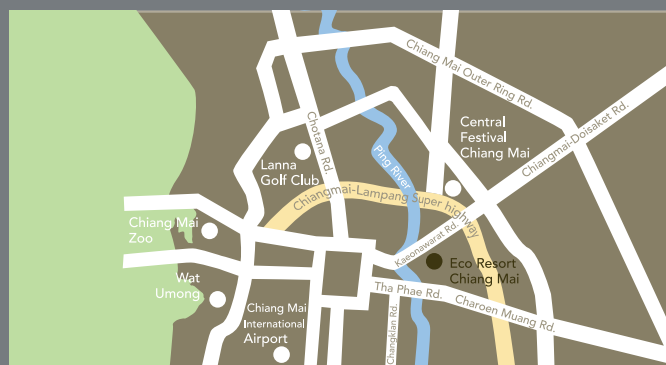 Chiang Mai Outer Ring Rd.
Chiangmai-Doisaket Rd.
Central
Festival
Chiang Mai
Chotana Rd.
Ping River
Lanna
Golf Club
Chiangmai-Lampang Super highway
Chiang Mai
Zoo
Kaeonawarat Rd.
Eco Resort
Chiang Mai
Wat
Umong
Tha Phae Rd.
Charoen Muang Rd.
Chiang Mai
International
Airport
Changklan Rd.